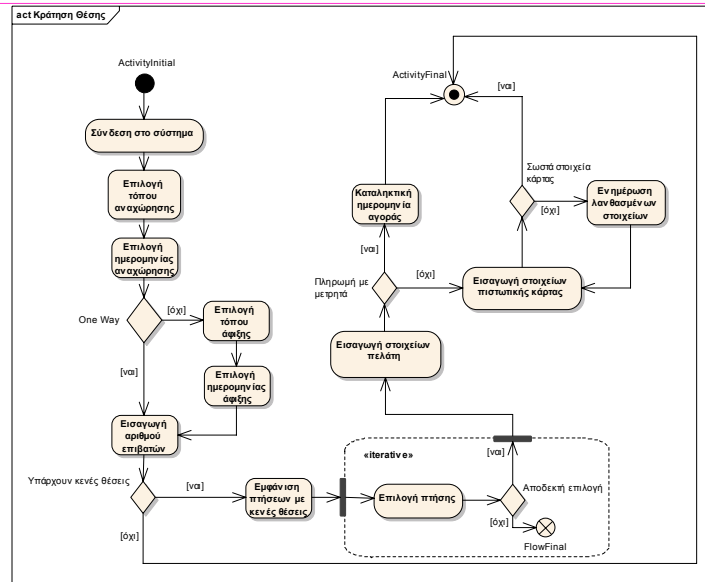 act Κράτηση Θέσης
ActivityInitial
Σύνδεση στο σύστημα
Επιλογή
τόπου
αναχώρησης
Επιλογή
ημερομηνίας
αναχώρησης
One Way
[όχι]
Επιλογή
τόπου
άφιξης
Επιλογή
ημερομηνίας
άφιξης
[ναι]
Εισαγωγή
αριθμού
επιβατών
Υπάρχουν κενές θέσεις
[ναι]
[όχι]
Εμφάνιση
πτήσεων με
κενές θέσεις
«iterative»
Επιλογή πτήσης
Αποδεκτή επιλογή
[ναι]
[όχι]
FlowFinal
Εισαγωγή στοιχείων
πελάτη
Πληρωμή με
μετρητά
[ναι]
[όχι]
Καταληκτική
ημερομηνία
αγοράς
Εισαγωγή στοιχείων
πιστωτικής κάρτας
Σωστά στοιχεία
κάρτας
[όχι]
Ενημέρωση
λανθασμένων
στοιχείων
[ναι]
ActivityFinal